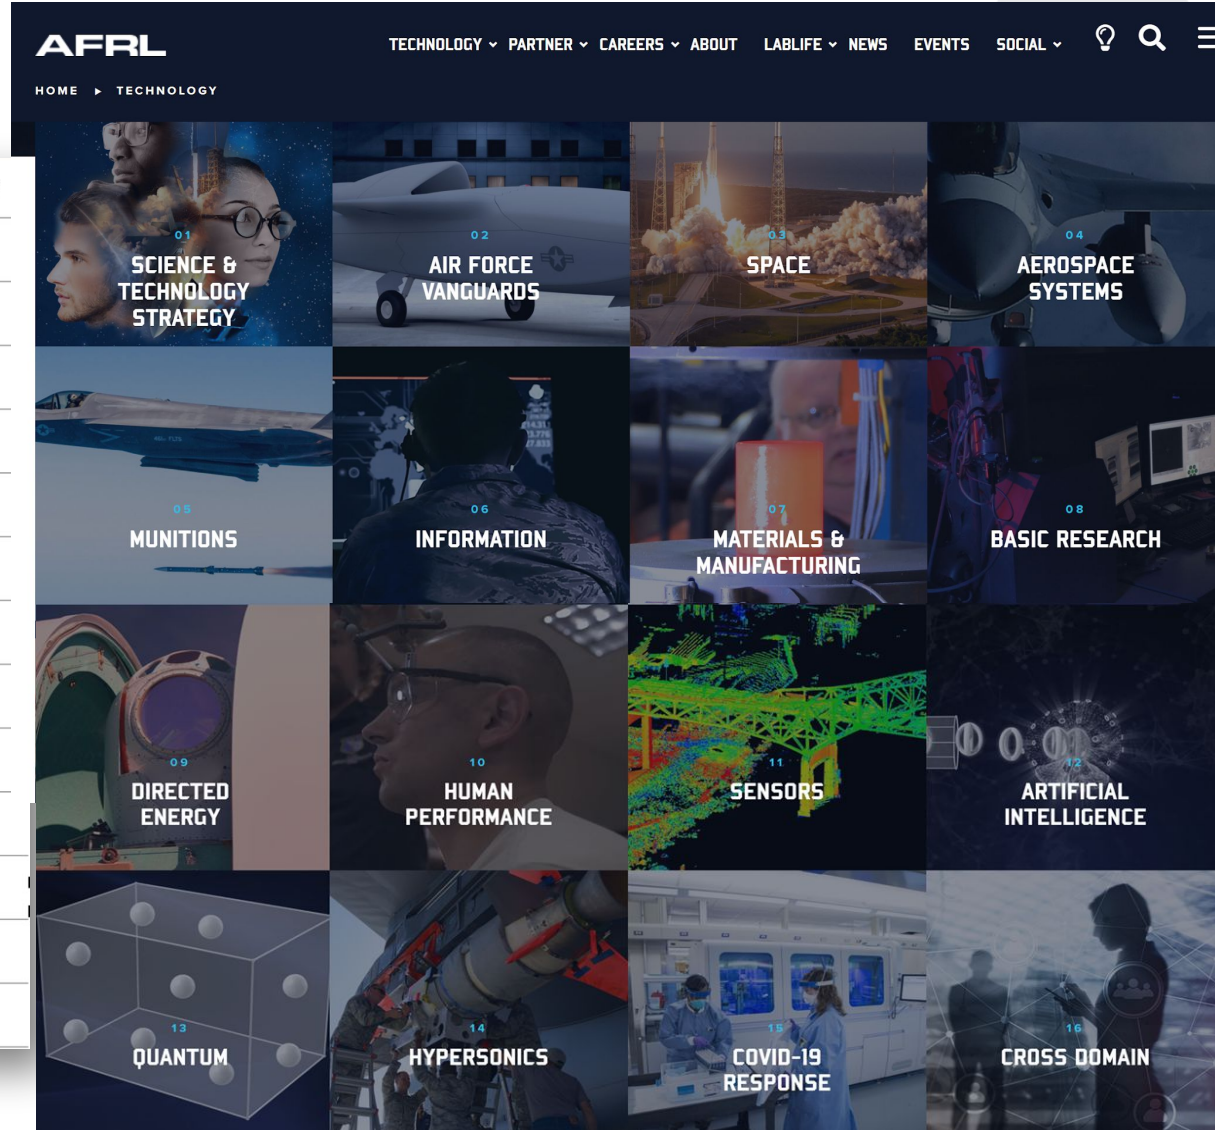 AFRL
TECHNOLOGY PARTNER CAREERS ABOUT LABLIFE NEWS EVENTS SOCIAL
HOME ▸ TECHNOLOGY
01
SCIENCE &
TECHNOLOGY
STRATEGY
02
AIR FORCE
VANGUARDS
03
SPACE
04
AEROSPACE
SYSTEMS
05
MUNITIONS
06
INFORMATION
07
MATERIALS &
MANUFACTURING
08
BASIC RESEARCH
09
DIRECTED
ENERGY
10
HUMAN
PERFORMANCE
11
SENSORS
12
ARTIFICIAL
INTELLIGENCE
13
QUANTUM
14
HYPERSONICS
15
COVID-19
RESPONSE
16
CROSS DOMAIN